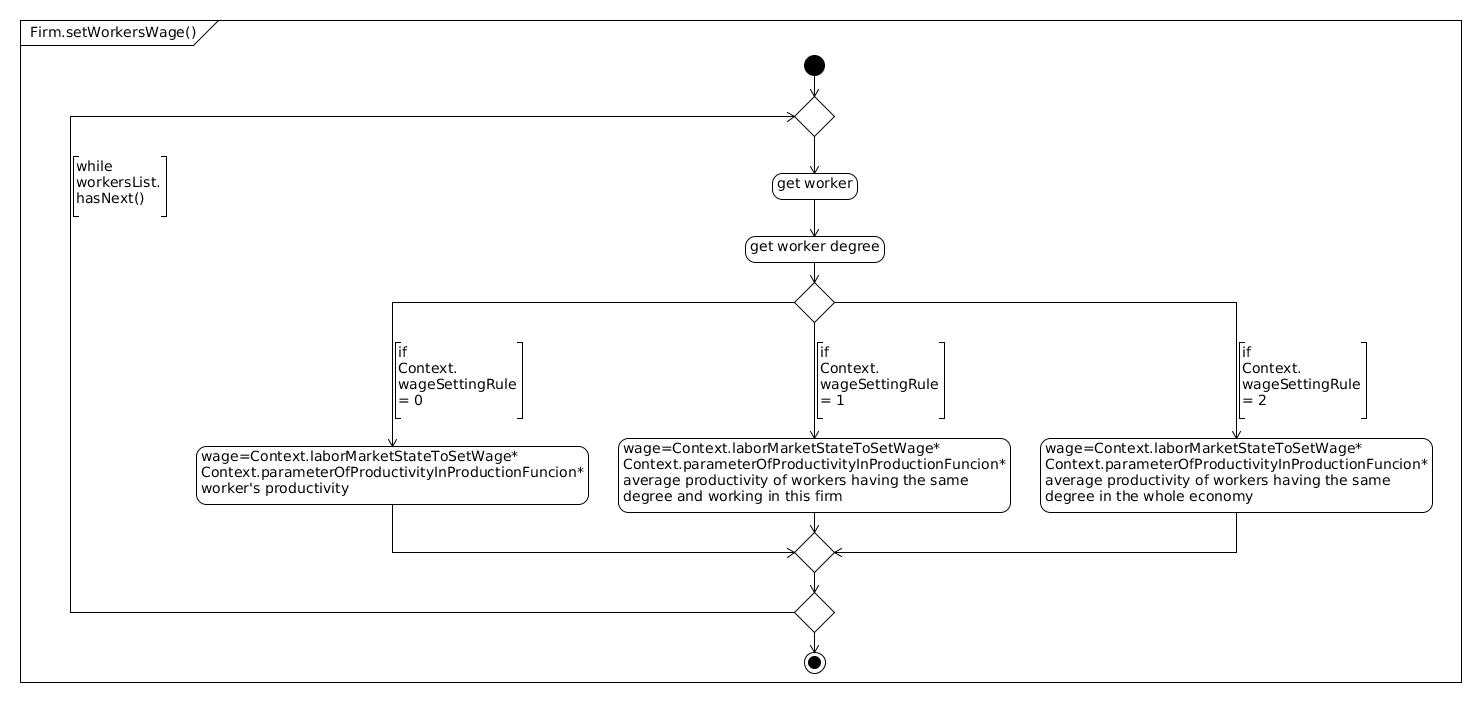 Firm.setWorkersWage()
while
workersList.
hasNext()
get worker
get worker degree
if
Context.
wageSettingRule
= 0
if
Context.
wageSettingRule
= 1
if
Context.
wageSettingRule
= 2
wage=Context.laborMarketStateToSetWage*
Context.parameterOfProductivityInProductionFuncion*
worker's productivity
wage=Context.laborMarketStateToSetWage*
Context.parameterOfProductivityInProductionFuncion*
average productivity of workers having the same
degree and working in this firm
wage=Context.laborMarketStateToSetWage*
Context.parameterOfProductivityInProductionFuncion*
average productivity of workers having the same
degree in the whole economy